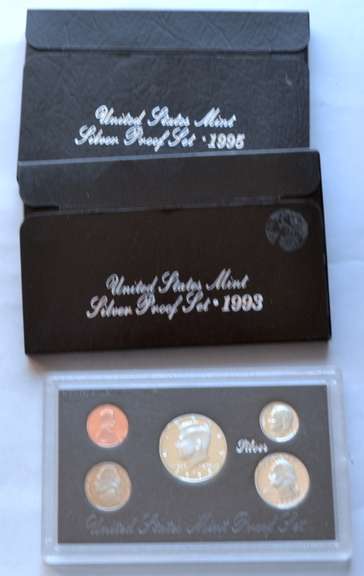 United States Mint
Silver Proof Set • 1995
United States Mint
Silver Proof Set • 1993
Silver
United States Mint Proof Set